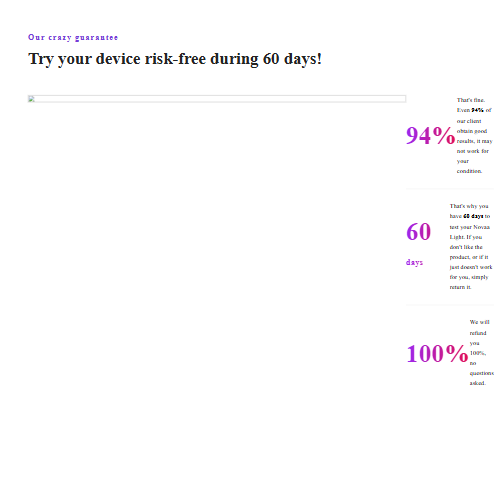 Our crazy guarantee
Try your device risk-free during 60 days!
94%
That's fine.
Even 94% of
our client
obtain good
results, it may
not work for
your
condition.
60
days
That's why you
have 60 days to
test your Novaa
Light. If you
don't like the
product, or if it
just doesn't work
for you, simply
return it.
100%
We will
refund
you
100%,
no
questions
asked.